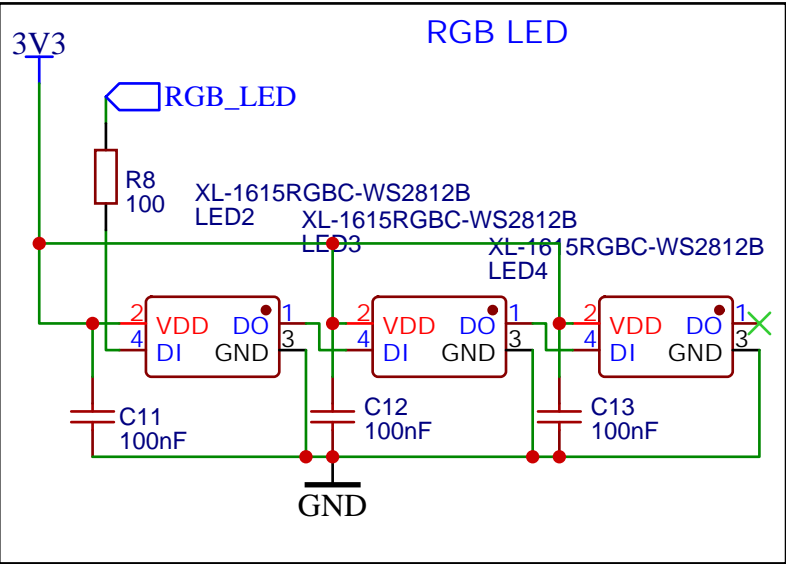 RGB LED
3V3
RGB_LED
R8
100
XL-1615RGBC-WS2812B
LED2
XL-1615RGBC-WS2812B
LED3
XL-1615RGBC-WS2812B
LED4
2 VDD DO 1
4 DI GND 3
2 VDD DO 1
4 DI GND 3
2 VDD DO 1
4 DI GND 3
C11
100nF
C12
100nF
C13
100nF
GND